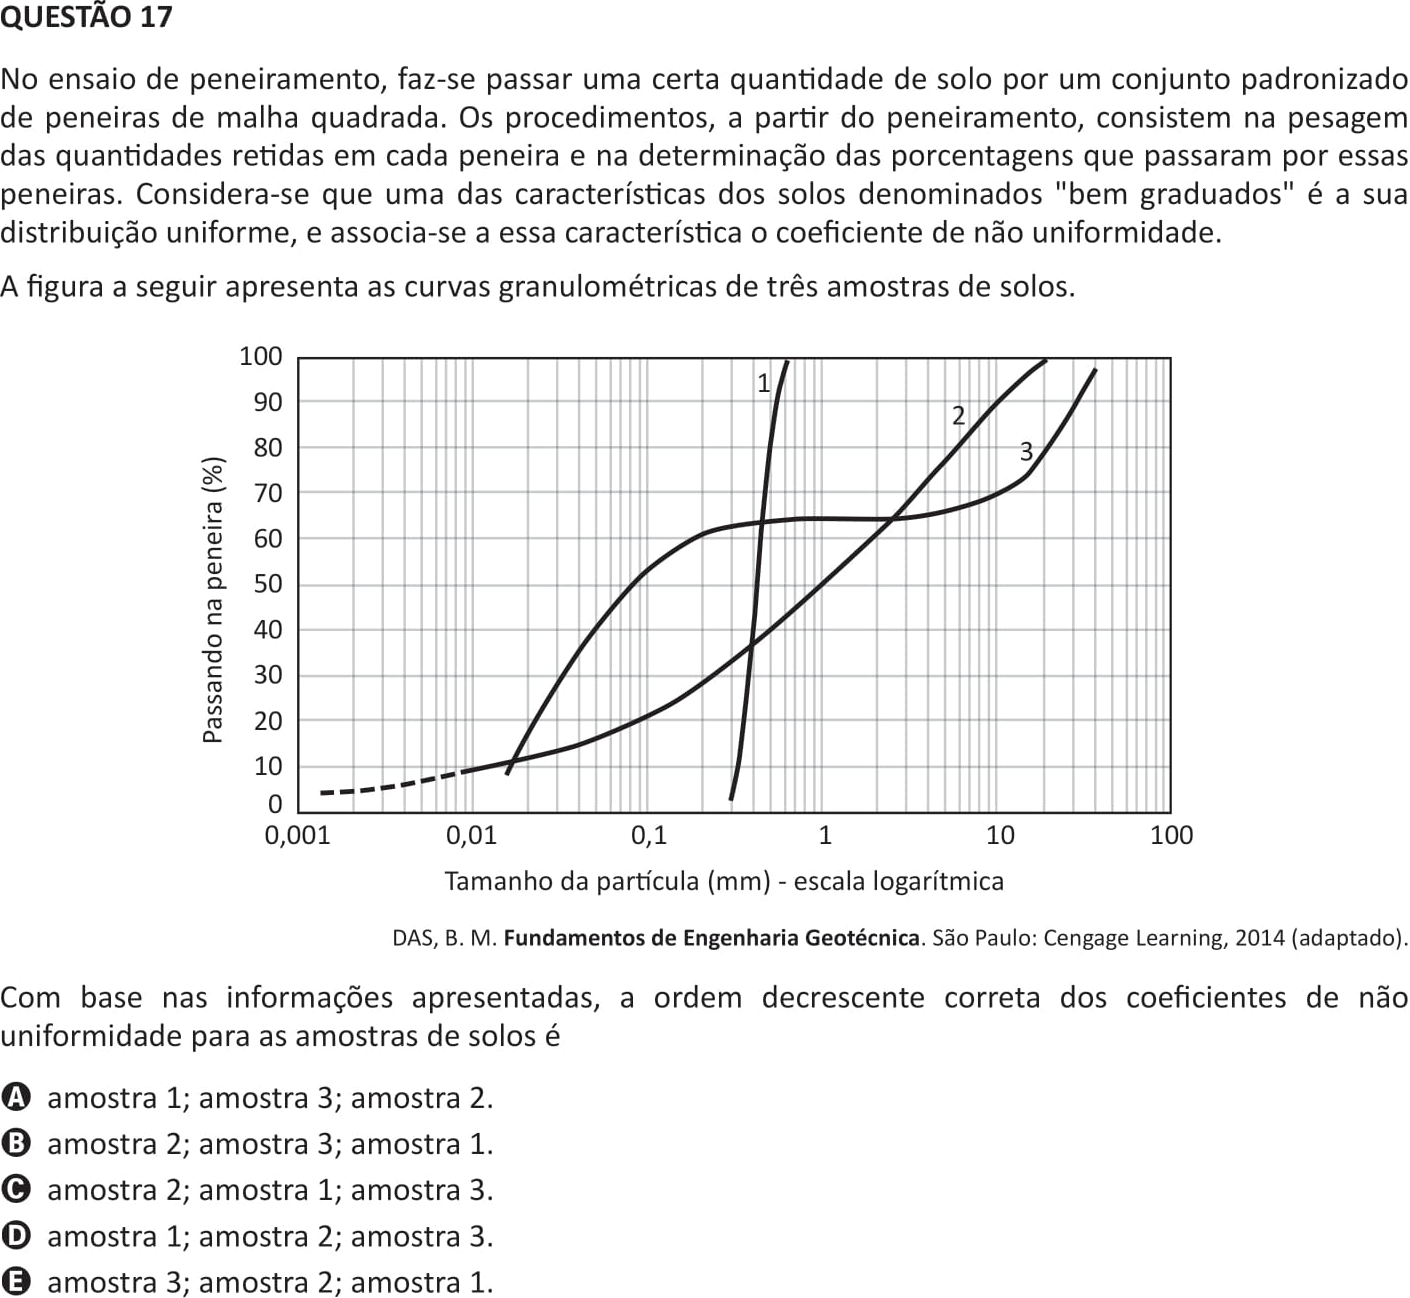 QUESTÃO 17
No ensaio de peneiramento, faz-se passar uma certa quantidade de solo por um conjunto padronizado
de peneiras de malha quadrada. Os procedimentos, a partir do peneiramento, consistem na pesagem
das quantidades retidas em cada peneira e na determinação das porcentagens que passaram por essas
peneiras. Considera-se que uma das características dos solos denominados "bem graduados" é a sua
distribuição uniforme, e associa-se a essa característica o coeficiente de não uniformidade.
A figura a seguir apresenta as curvas granulométricas de três amostras de solos.
Passando na peneira (%)
100
90
80
70
60
50
40
30
20
10
0
1
2
3
0,001 0,01 0,1 1 10 100
Tamanho da partícula (mm) - escala logarítmica
DAS, B. M. Fundamentos de Engenharia Geotécnica. São Paulo: Cengage Learning, 2014 (adaptado).
Com base nas informações apresentadas, a ordem decrescente correta dos coeficientes de não
uniformidade para as amostras de solos é
A amostra 1; amostra 3; amostra 2.
B amostra 2; amostra 3; amostra 1.
C amostra 2; amostra 1; amostra 3.
D amostra 1; amostra 2; amostra 3.
E amostra 3; amostra 2; amostra 1.